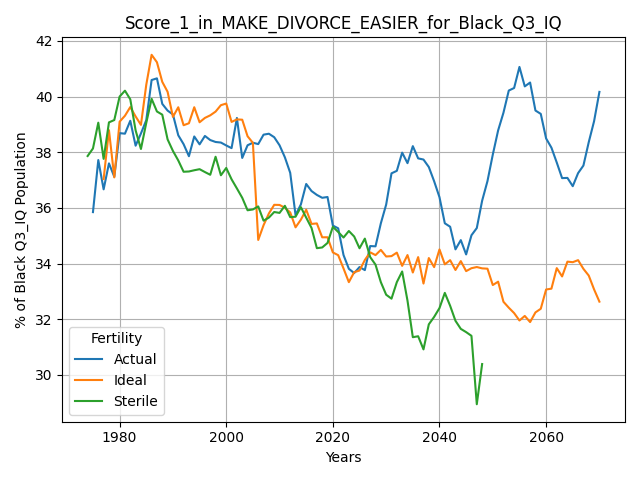 Score_1_in_MAKE_DIVORCE_EASIER_for_Black_Q3_IQ
% of Black Q3_IQ Population
42
40
38
36
34
32
30
Fertility
Actual
Ideal
Sterile
1980 2000 2020 2040 2060
Years